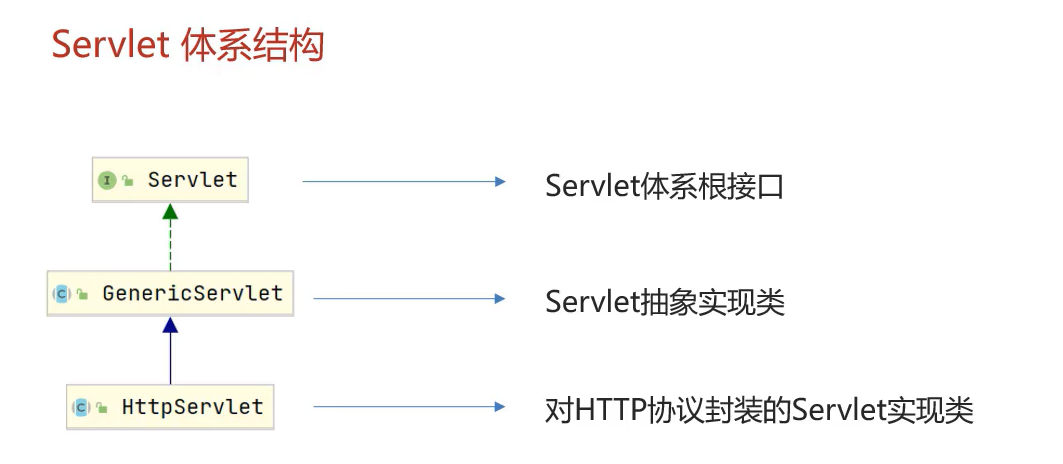 Servlet 体系结构
Servlet
Servlet体系根接口
GenericServlet
Servlet抽象实现类
HttpServlet
对HTTP协议封装的Servlet实现类